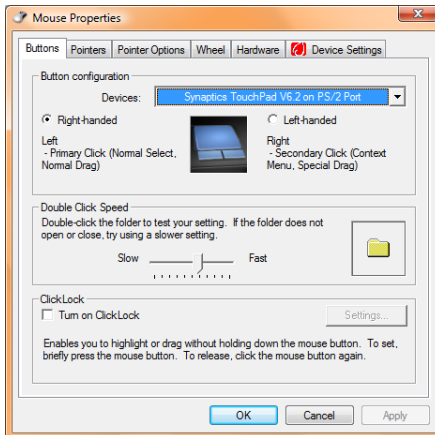 Mouse Properties
Buttons Pointers Pointer Options Wheel Hardware Device Settings
Button configuration
Devices: Synaptics TouchPad V6.2 on PS/2 Port
Right-handed
Left-handed
Left
- Primary Click (Normal Select,
Normal Drag)
Right
- Secondary Click (Context
Menu, Special Drag)
Double Click Speed
Double-click the folder to test your setting. If the folder does not
open or close, try using a slower setting.
Slow Fast
ClickLock
Turn on ClickLock Settings...
Enables you to highlight or drag without holding down the mouse button. To set,
briefly press the mouse button. To release, click the mouse button again.
OK Cancel Apply